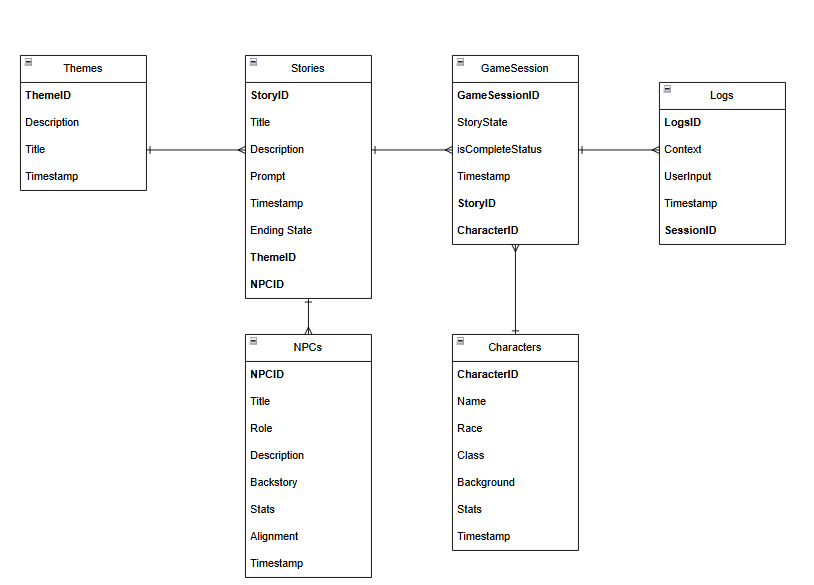 Themes
ThemeID
Description
Title
Timestamp
Stories
StoryID
Title
Description
Prompt
Timestamp
Ending State
ThemeID
NPCID
GameSession
GameSessionID
StoryState
isCompleteStatus
Timestamp
StoryID
CharacterID
Logs
LogsID
Context
UserInput
Timestamp
SessionID
NPCs
NPCID
Title
Role
Description
Backstory
Stats
Alignment
Timestamp
Characters
CharacterID
Name
Race
Class
Background
Stats
Timestamp